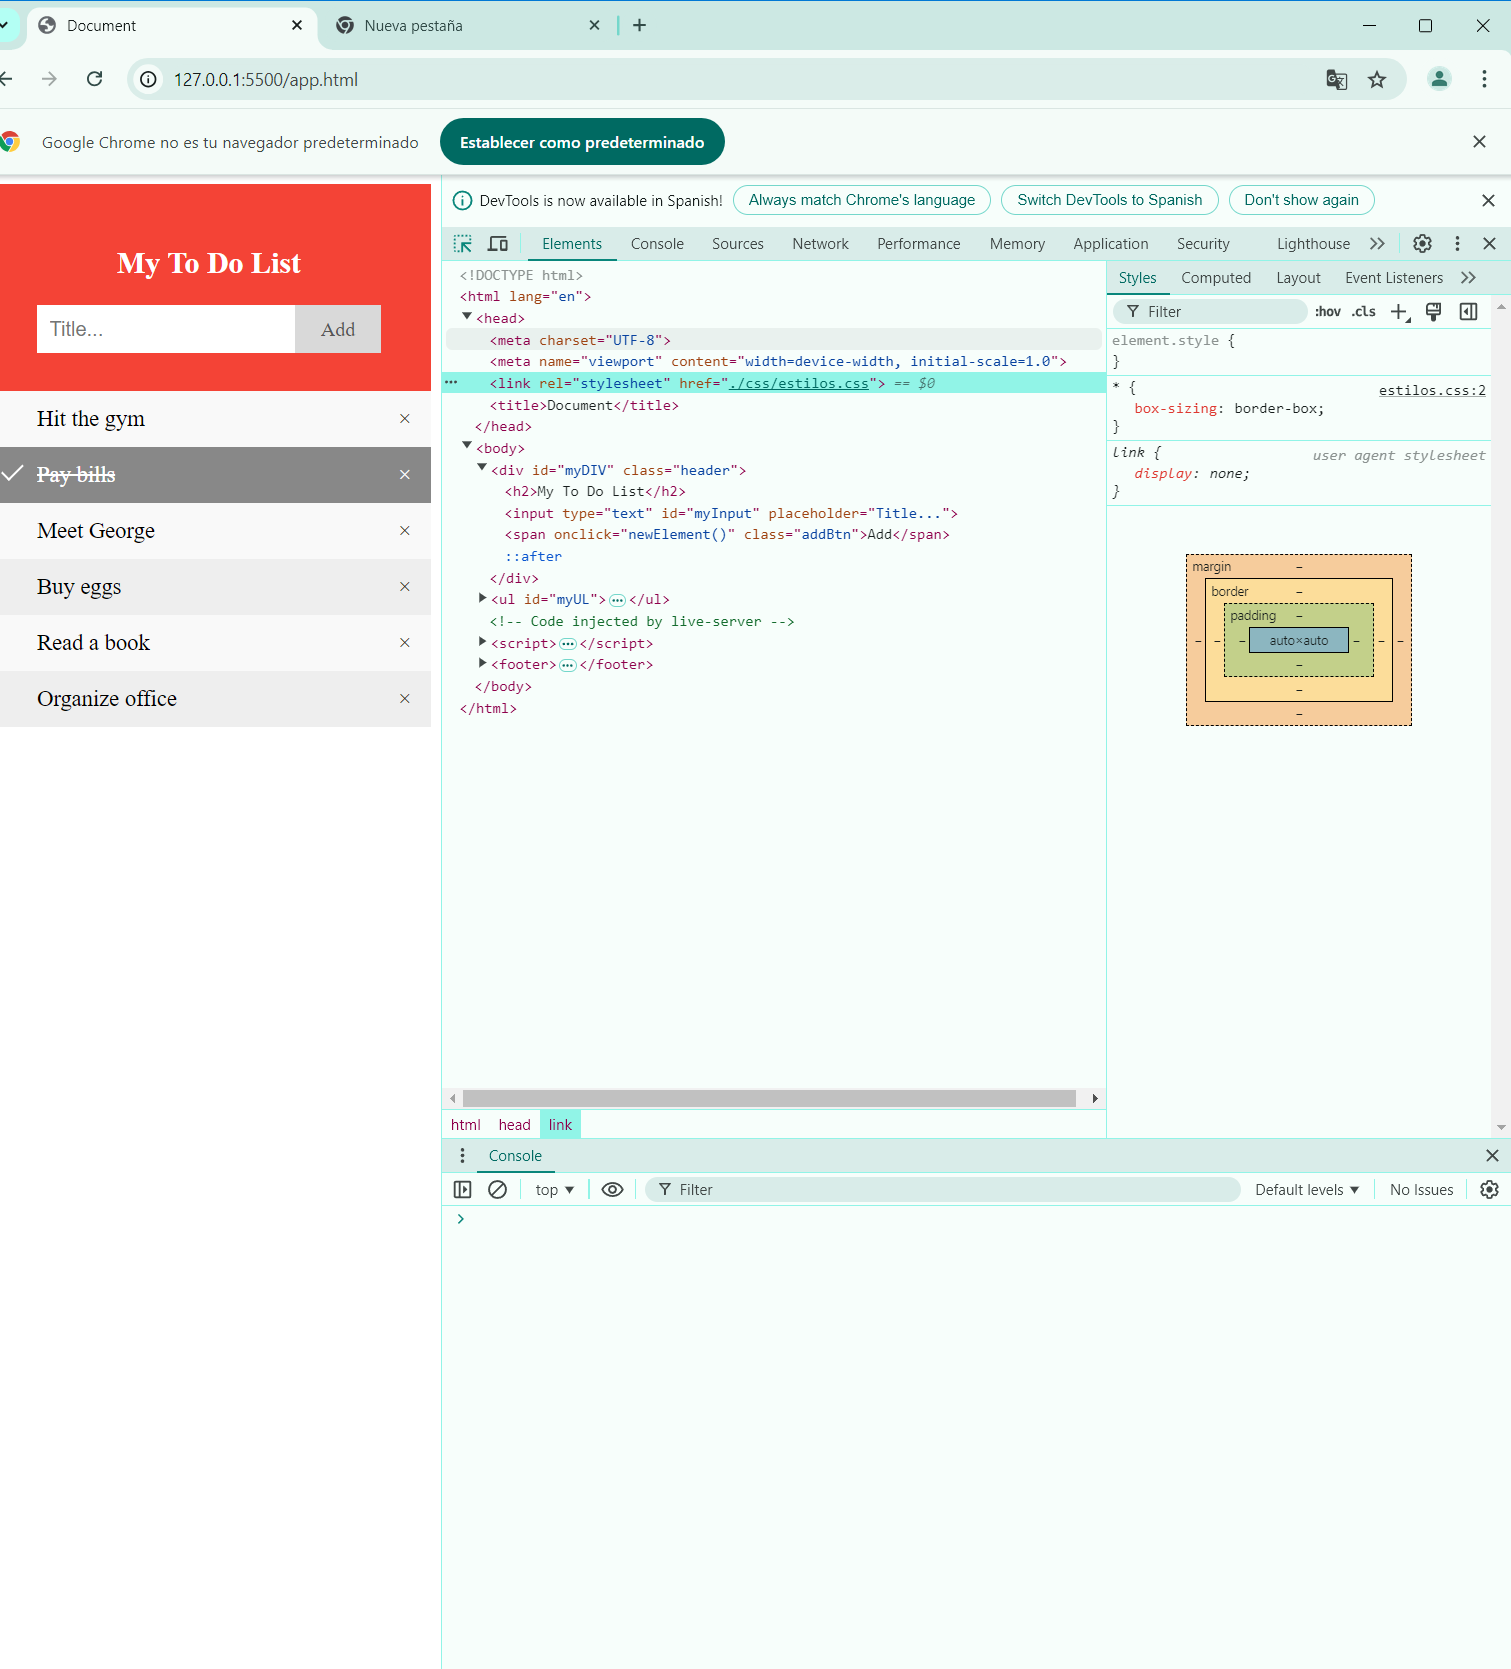 Document
Nueva pestaña
127.0.0.1:5500/app.html
Google Chrome no es tu navegador predeterminado
Establecer como predeterminado
My To Do List
Title...
Add
Hit the gym
×
Pay bills
×
Meet George
×
Buy eggs
×
Read a book
×
Organize office
×
DevTools is now available in Spanish!
Always match Chrome's language
Switch DevTools to Spanish
Don't show again
Elements Console Sources Network Performance Memory Application Security Lighthouse
<!DOCTYPE html>
<html lang="en">
<head>
<meta charset="UTF-8">
<meta name="viewport" content="width=device-width, initial-scale=1.0">
<link rel="stylesheet" href="./css/estilos.css"> == $0
<title>Document</title>
</head>
<body>
<div id="myDIV" class="header">
<h2>My To Do List</h2>
<input type="text" id="myInput" placeholder="Title...">
<span onclick="newElement()" class="addBtn">Add</span>
::after
</div>
<ul id="myUL">…</ul>
<!-- Code injected by live-server -->
<script>…</script>
<footer>…</footer>
</body>
</html>
html head link
Styles Computed Layout Event Listeners
Filter
:hov .cls
element.style {
}
* {
estilos.css:2
box-sizing: border-box;
}
link {
user agent stylesheet
display: none;
}
margin –
border –
padding –
– – – auto×auto – – –
–
–
–
Console
top
Filter
Default levels
No Issues